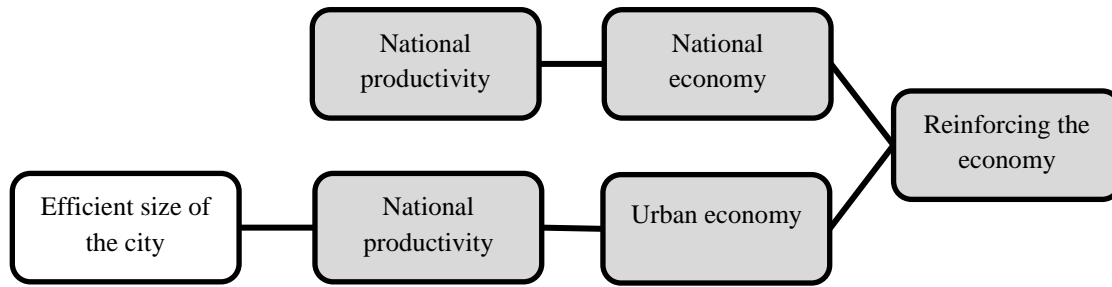 National
productivity
National
economy
Reinforcing the
economy
Efficient size of
the city
National
productivity
Urban economy